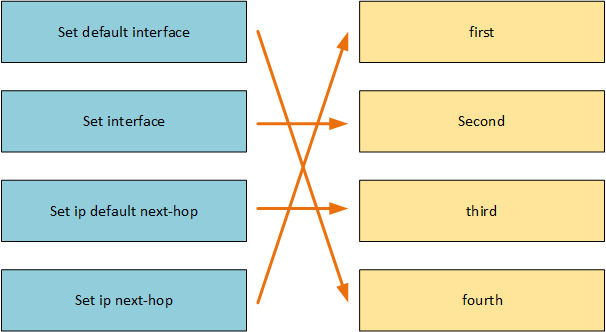 Set default interface
first
Set interface
Second
Set ip default next-hop
third
Set ip next-hop
fourth